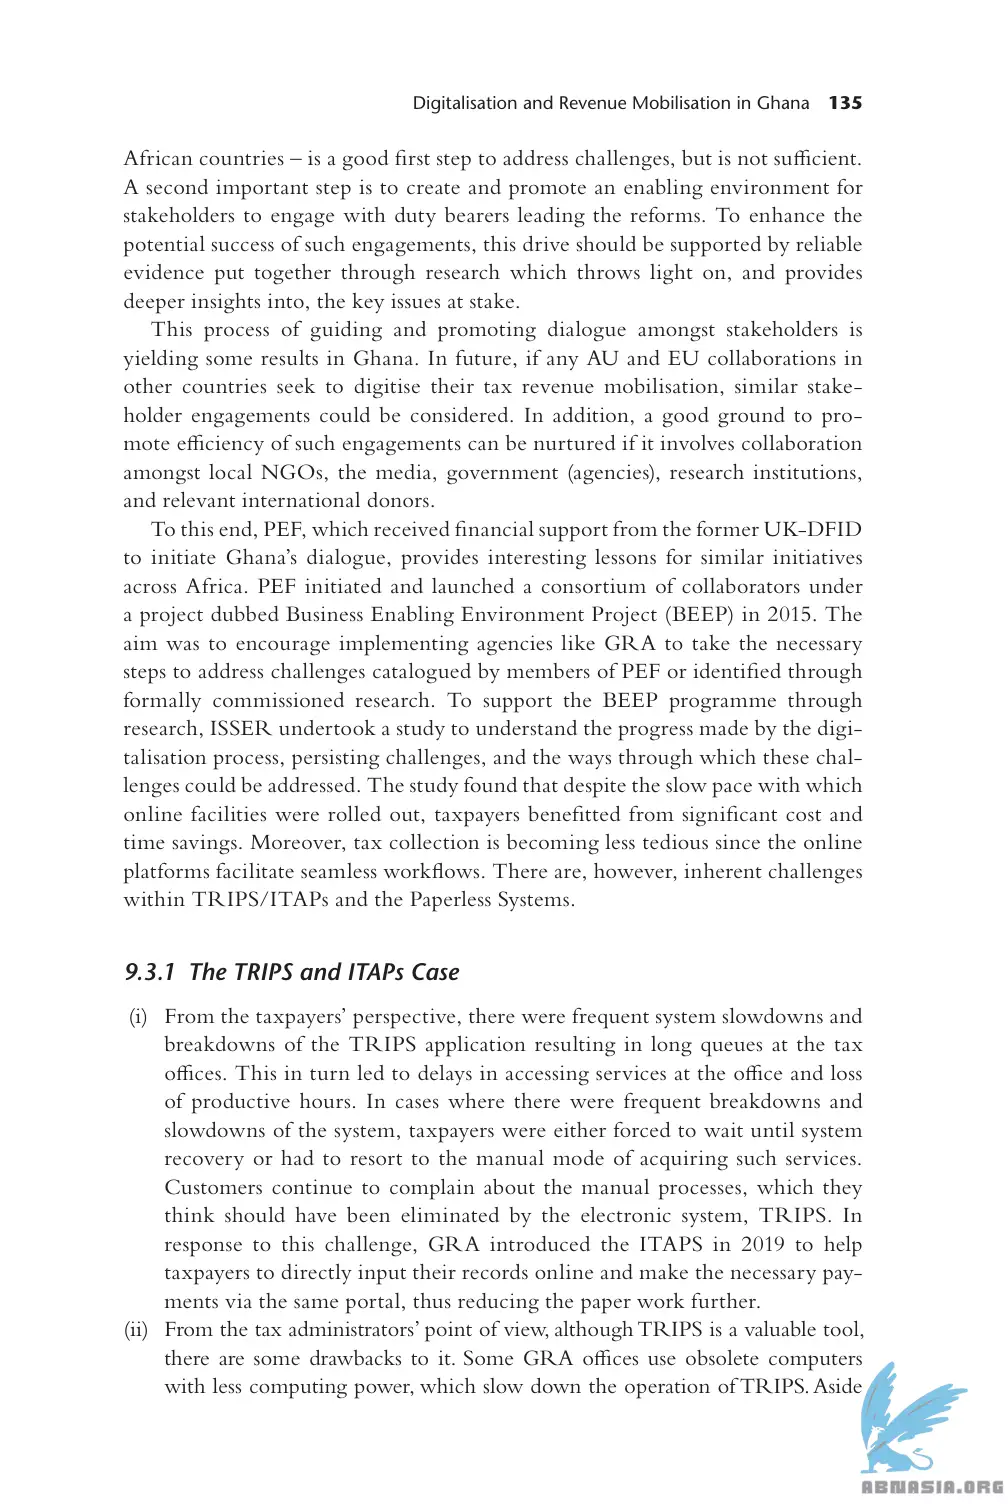 Digitalisation and Revenue Mobilisation in Ghana 135
African countries – is a good first step to address challenges, but is not sufficient.
A second important step is to create and promote an enabling environment for
stakeholders to engage with duty bearers leading the reforms. To enhance the
potential success of such engagements, this drive should be supported by reliable
evidence put together through research which throws light on, and provides
deeper insights into, the key issues at stake.
This process of guiding and promoting dialogue amongst stakeholders is
yielding some results in Ghana. In future, if any AU and EU collaborations in
other countries seek to digitise their tax revenue mobilisation, similar stake-
holder engagements could be considered. In addition, a good ground to pro-
mote efficiency of such engagements can be nurtured if it involves collaboration
amongst local NGOs, the media, government (agencies), research institutions,
and relevant international donors.
To this end, PEF, which received financial support from the former UK-DFID
to initiate Ghana’s dialogue, provides interesting lessons for similar initiatives
across Africa. PEF initiated and launched a consortium of collaborators under
a project dubbed Business Enabling Environment Project (BEEP) in 2015. The
aim was to encourage implementing agencies like GRA to take the necessary
steps to address challenges catalogued by members of PEF or identified through
formally commissioned research. To support the BEEP programme through
research, ISSER undertook a study to understand the progress made by the digi-
talisation process, persisting challenges, and the ways through which these chal-
lenges could be addressed. The study found that despite the slow pace with which
online facilities were rolled out, taxpayers benefitted from significant cost and
time savings. Moreover, tax collection is becoming less tedious since the online
platforms facilitate seamless workflows. There are, however, inherent challenges
within TRIPS/ITAPs and the Paperless Systems.
9.3.1 The TRIPS and ITAPs Case
(i) From the taxpayers’ perspective, there were frequent system slowdowns and
breakdowns of the TRIPS application resulting in long queues at the tax
offices. This in turn led to delays in accessing services at the office and loss
of productive hours. In cases where there were frequent breakdowns and
slowdowns of the system, taxpayers were either forced to wait until system
recovery or had to resort to the manual mode of acquiring such services.
Customers continue to complain about the manual processes, which they
think should have been eliminated by the electronic system, TRIPS. In
response to this challenge, GRA introduced the ITAPS in 2019 to help
taxpayers to directly input their records online and make the necessary pay-
ments via the same portal, thus reducing the paper work further.
(ii) From the tax administrators’ point of view, although TRIPS is a valuable tool,
there are some drawbacks to it. Some GRA offices use obsolete computers
with less computing power, which slow down the operation of TRIPS. Aside
ABNASIA.ORG